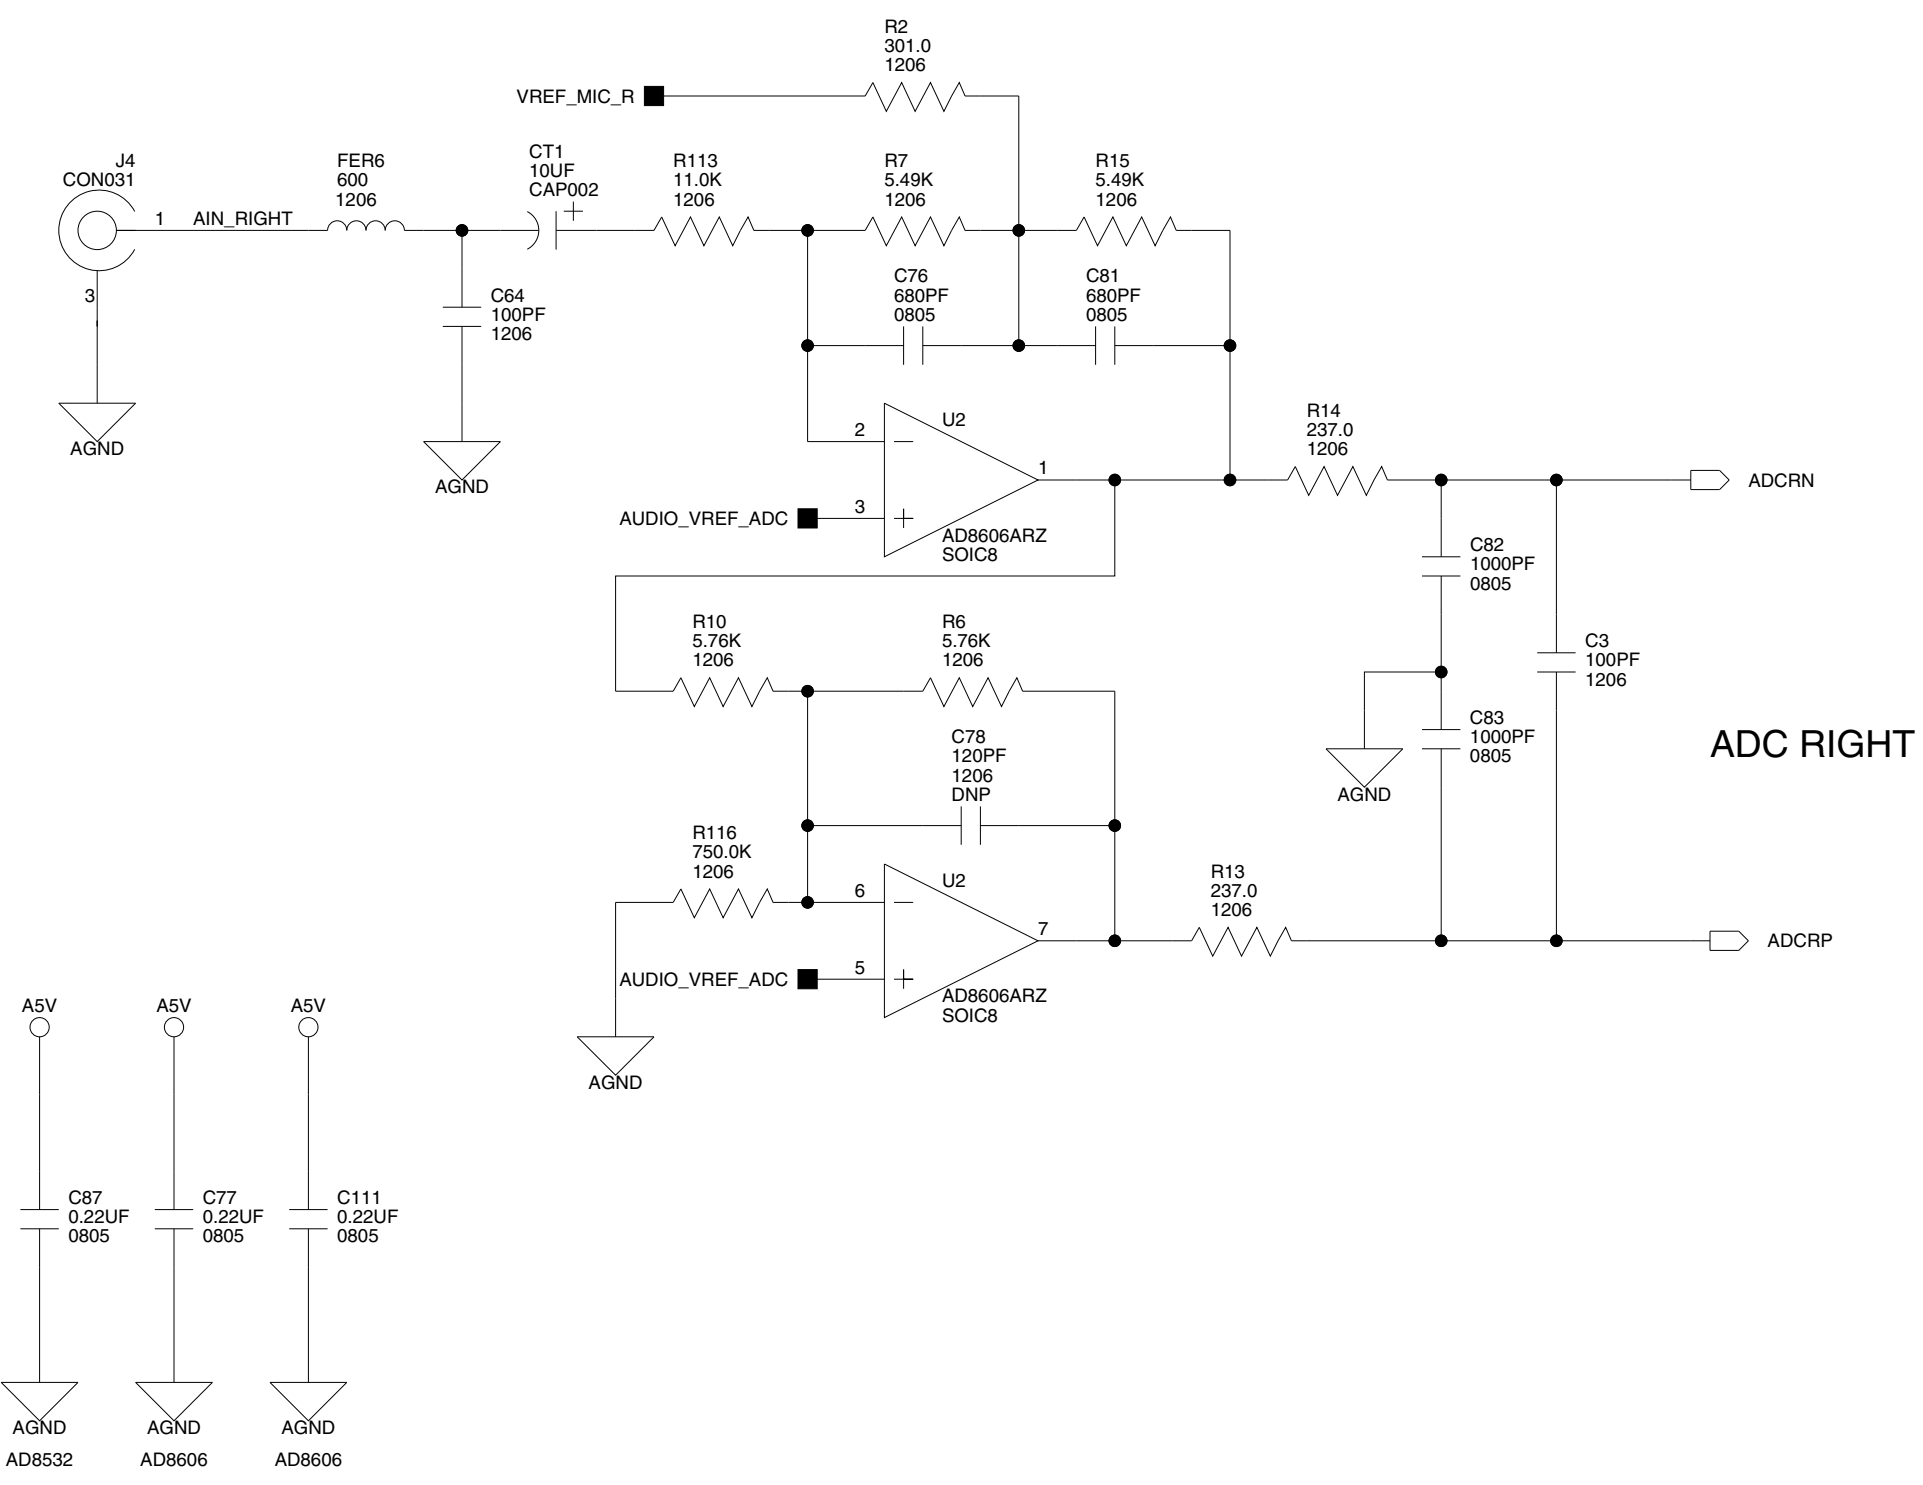 R2
301.0
1206
VREF_MIC_R
J4
CON031
1
AIN_RIGHT
3
AGND
FER6
600
1206
CT1
10UF
CAP002
+
C64
100PF
1206
AGND
R113
11.0K
1206
R7
5.49K
1206
R15
5.49K
1206
C76
680PF
0805
C81
680PF
0805
2
U2
1
AUDIO_VREF_ADC
3
AD8606ARZ
SOIC8
R14
237.0
1206
ADCRN
C82
1000PF
0805
C3
100PF
1206
C83
1000PF
0805
AGND
ADC RIGHT
R10
5.76K
1206
R6
5.76K
1206
C78
120PF
1206
DNP
R116
750.0K
1206
6
U2
7
AUDIO_VREF_ADC
5
AD8606ARZ
SOIC8
AGND
R13
237.0
1206
ADCRP
A5V
A5V
A5V
C87
0.22UF
0805
C77
0.22UF
0805
C111
0.22UF
0805
AGND
AGND
AGND
AD8532
AD8606
AD8606